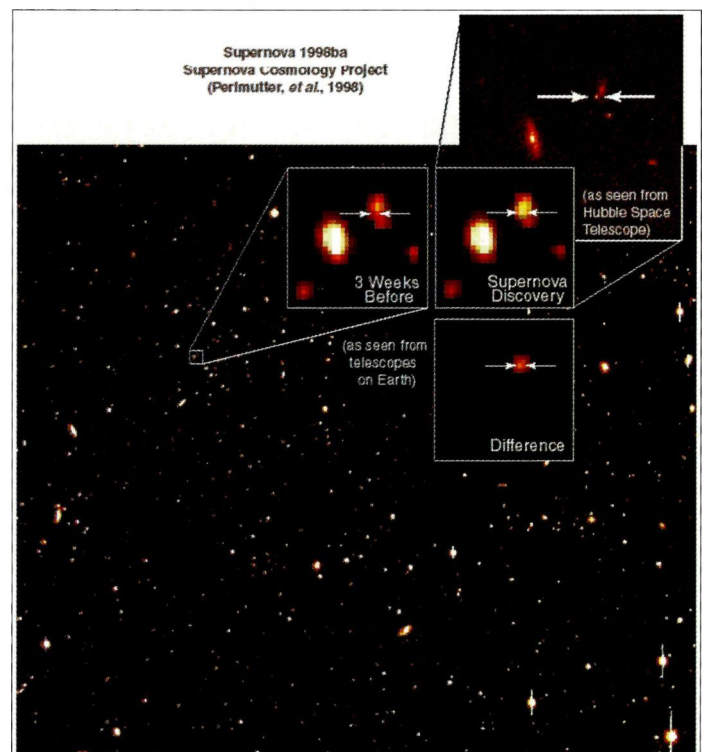 Supernova 1998ba
Supernova Cosmology Project
(Perlmutter, et al., 1998)
(as seen from
Hubble Space
Telescope)
3 Weeks
Before
Supernova
Discovery
(as seen from
telescopes
on Earth)
Difference